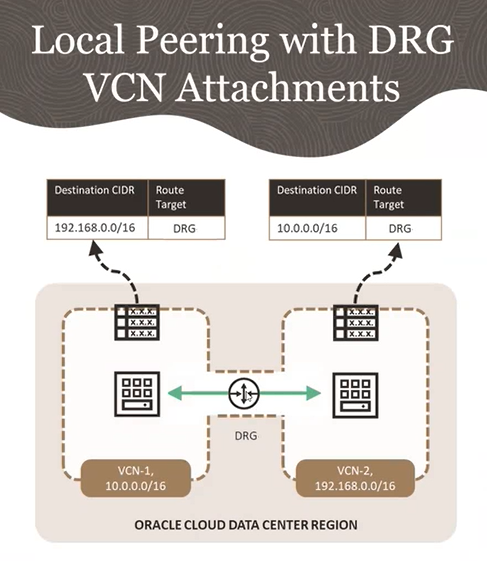 Local Peering with DRG
VCN Attachments
Destination CIDR Route
Target
192.168.0.0/16 DRG
Destination CIDR Route
Target
10.0.0.0/16 DRG
x.x.x.
x.x.x.
x.x.x.
x.x.x.
x.x.x.
x.x.x.
DRG
VCN-1,
10.0.0.0/16
VCN-2,
192.168.0.0/16
ORACLE CLOUD DATA CENTER REGION